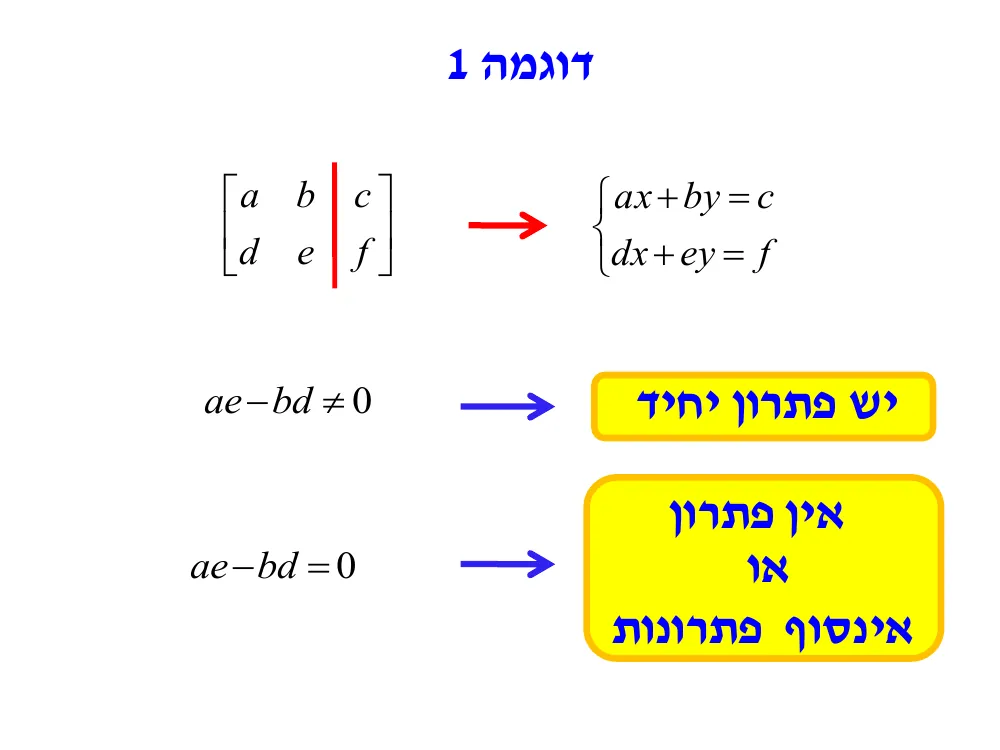 דוגמה 1
a b c ax + by = c
d e f dx + ey = f
ae − bd ≠ 0 יש פתרון יחיד
אין פתרון
או
ae − bd = 0
אינסוף פתרונות